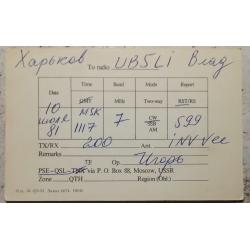 Харьков
To radio UB5LI Влад
Date Time Band Mode Report
GMT MHz Two-way RST/RS
10 июля 81 MSK 1117 7 CW SSB AM 599
TX/RX 200 Ant inv Vee
Remarks
73! Op. Игорь
PSE-QSL-TNX via P. O. Box 88, Moscow, USSR
Zone QTH Region (Obl.)